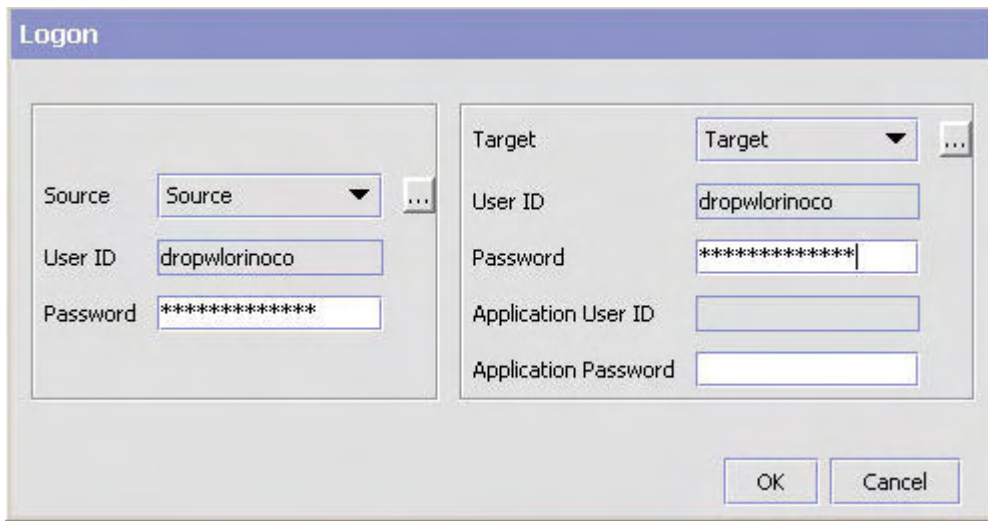 Logon
Source Source ...
User ID dropwlorinoco
Password *************
Target Target ...
User ID dropwlorinoco
Password *************
Application User ID
Application Password
OK Cancel